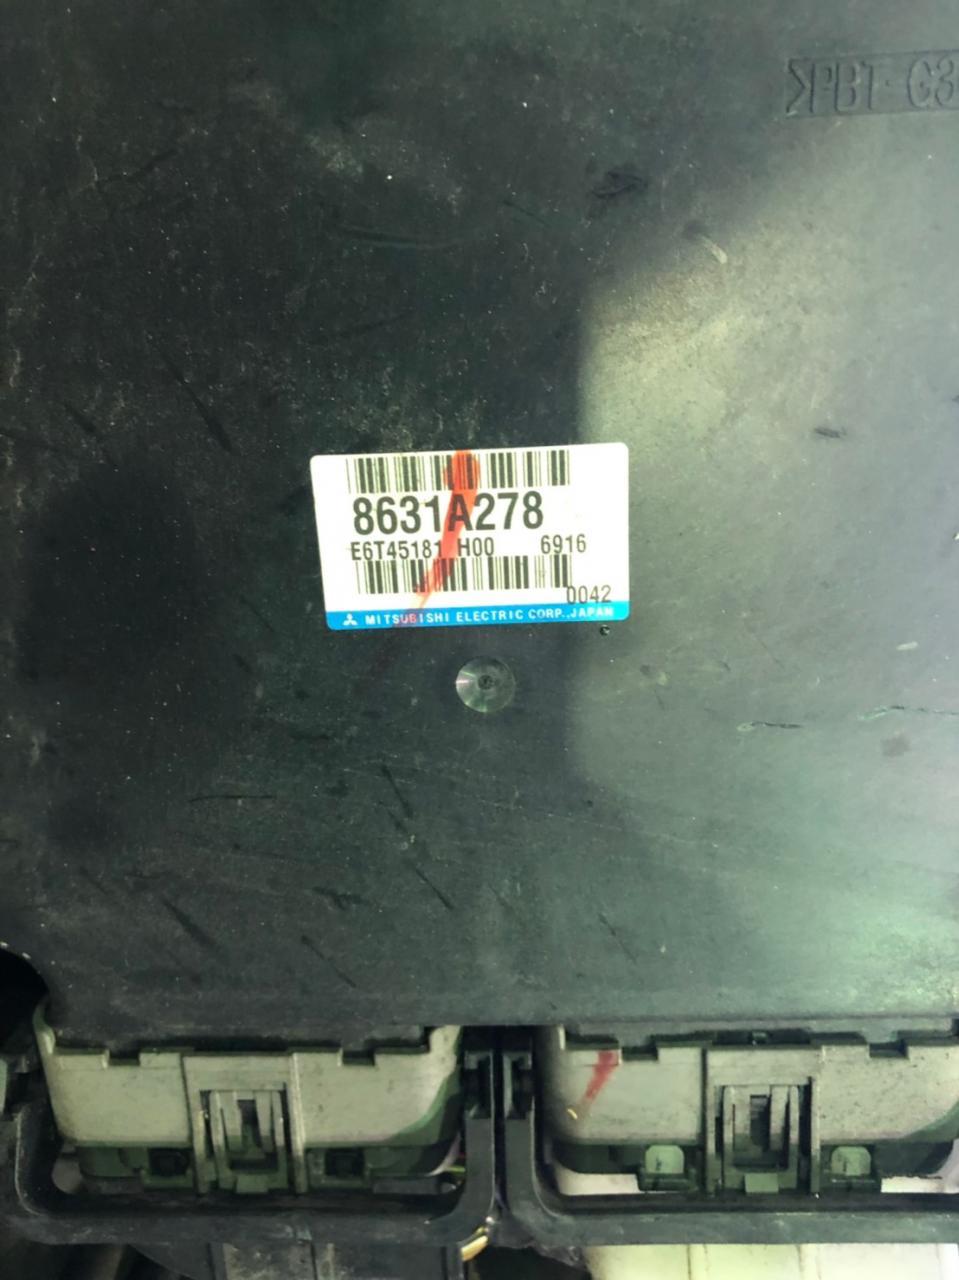 >PBT-G3
8631A278
E6T45181 H00 6916
0042
MITSUBISHI ELECTRIC CORP.,JAPAN